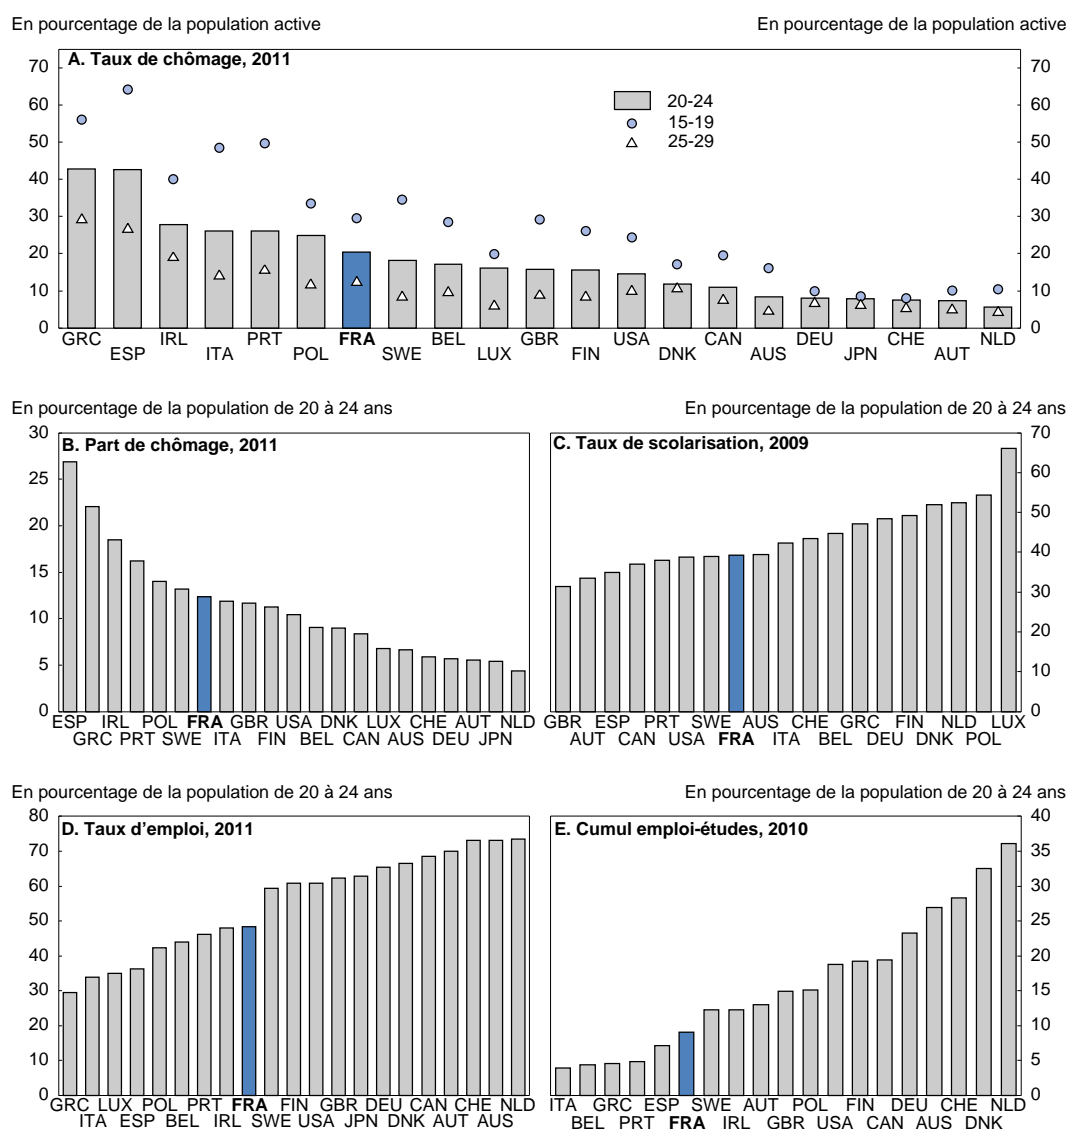 En pourcentage de la population active
En pourcentage de la population active
A. Taux de chômage, 2011
70
60
50
40
30
20
10
0
70
60
50
40
30
20
10
0
20-24
15-19
25-29
GRC IRL PRT FRA BEL GBR USA CAN DEU CHE NLD
ESP ITA POL SWE LUX FIN DNK AUS JPN AUT
En pourcentage de la population de 20 à 24 ans
B. Part de chômage, 2011
30
25
20
15
10
5
0
ESP IRL POL FRA GBR USA DNK LUX CHE AUT NLD
GRC PRT SWE ITA FIN BEL CAN AUS DEU JPN
En pourcentage de la population de 20 à 24 ans
C. Taux de scolarisation, 2009
70
60
50
40
30
20
10
0
GBR ESP PRT SWE AUS CHE GRC FIN NLD LUX
AUT CAN USA FRA ITA BEL DEU DNK POL
En pourcentage de la population de 20 à 24 ans
D. Taux d'emploi, 2011
80
70
60
50
40
30
20
10
0
GRC LUX POL PRT FRA FIN GBR DEU CAN CHE NLD
ITA ESP BEL IRL SWE USA JPN DNK AUT AUS
En pourcentage de la population de 20 à 24 ans
E. Cumul emploi-études, 2010
40
35
30
25
20
15
10
5
0
ITA GRC ESP SWE AUT POL FIN DEU CHE NLD
BEL PRT FRA IRL GBR USA CAN AUS DNK